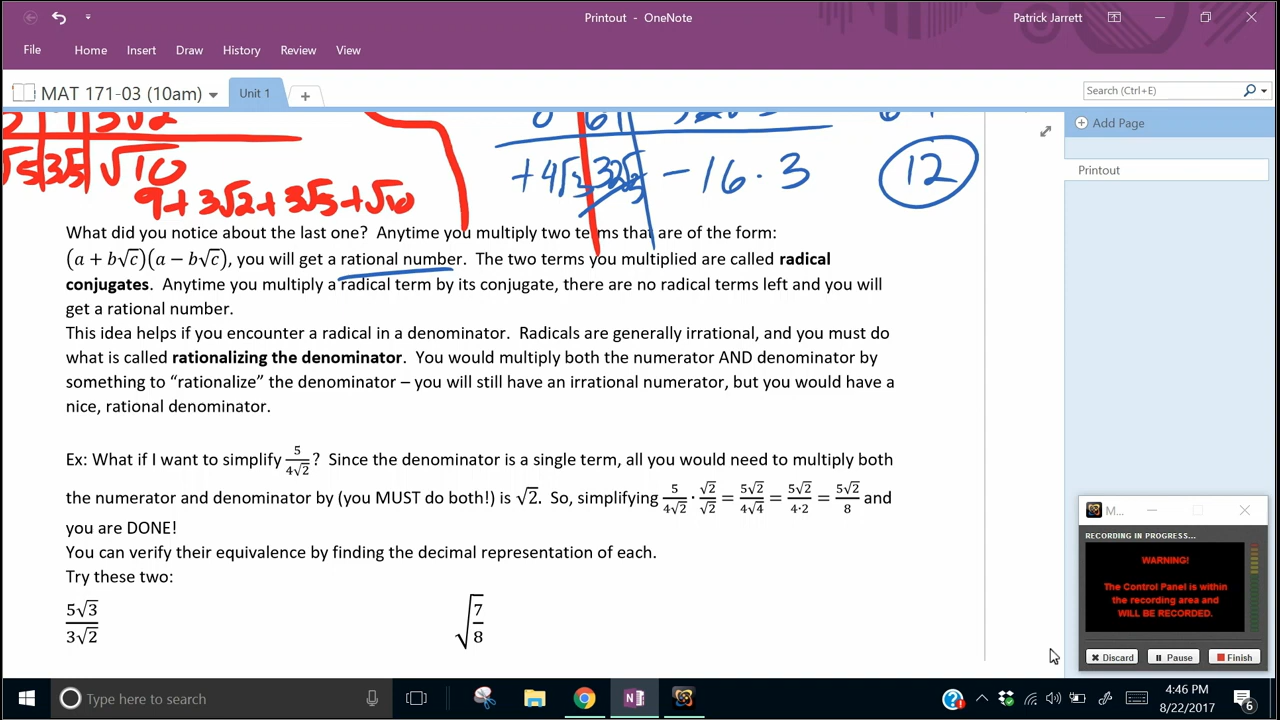 Printout - OneNote
Patrick Jarrett
File Home Insert Draw History Review View
MAT 171-03 (10am)
Unit 1
+
Search (Ctrl+E)
Add Page
Printout
3√2
√10
9 + 3√2 + 3√5 + √10
- 16 · 3
12
What did you notice about the last one? Anytime you multiply two terms that are of the form:
(a + b√c)(a − b√c), you will get a rational number. The two terms you multiplied are called radical
conjugates. Anytime you multiply a radical term by its conjugate, there are no radical terms left and you will
get a rational number.
This idea helps if you encounter a radical in a denominator. Radicals are generally irrational, and you must do
what is called rationalizing the denominator. You would multiply both the numerator AND denominator by
something to “rationalize” the denominator – you will still have an irrational numerator, but you would have a
nice, rational denominator.
Ex: What if I want to simplify 5/4√2? Since the denominator is a single term, all you would need to multiply both
the numerator and denominator by (you MUST do both!) is √2. So, simplifying 5/4√2 · √2/√2 = 5√2/4√4 = 5√2/4·2 = 5√2/8 and
you are DONE!
You can verify their equivalence by finding the decimal representation of each.
Try these two:
5√3/3√2 √7/8
M...
RECORDING IN PROGRESS...
WARNING!
The Control Panel is within
the recording area and
WILL BE RECORDED.
Discard Pause Finish
Type here to search
4:46 PM
8/22/2017
6